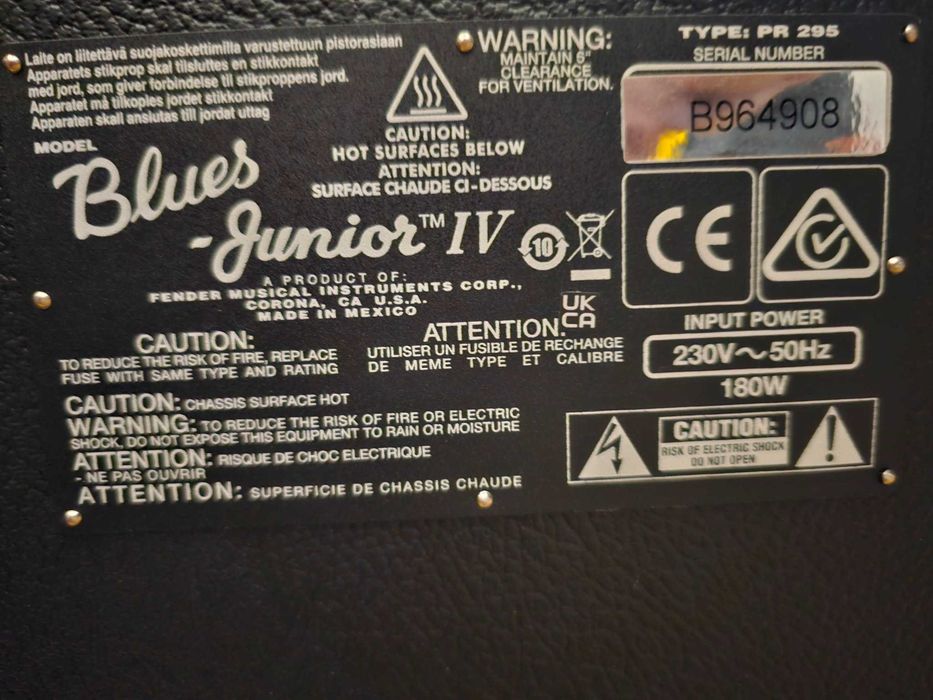 Laite on liitettävä suojakoskettimilla varustettuun pistorasiaan
Apparatets stikprop skal tilsluttes en stikkontakt
med jord, som giver forbindelse til stikproppens jord.
Apparatet må tilkoples jordet stikkontakt
Apparaten skall anslutas till jordat uttag
WARNING:
MAINTAIN 6"
CLEARANCE
FOR VENTILATION.
TYPE: PR 295
SERIAL NUMBER
B964908
MODEL
Blues
Junior™ IV
CAUTION:
HOT SURFACES BELOW
ATTENTION:
SURFACE CHAUDE CI-DESSOUS
10
CE
A PRODUCT OF:
FENDER MUSICAL INSTRUMENTS CORP.,
CORONA, CA U.S.A.
MADE IN MEXICO
UK
CA
CAUTION:
TO REDUCE THE RISK OF FIRE, REPLACE
FUSE WITH SAME TYPE AND RATING
ATTENTION:
UTILISER UN FUSIBLE DE RECHANGE
DE MEME TYPE ET CALIBRE
INPUT POWER
230V~50Hz
180W
CAUTION: CHASSIS SURFACE HOT
WARNING: TO REDUCE THE RISK OF FIRE OR ELECTRIC
SHOCK, DO NOT EXPOSE THIS EQUIPMENT TO RAIN OR MOISTURE
ATTENTION: RISQUE DE CHOC ELECTRIQUE
- NE PAS OUVRIR
ATTENTION: SUPERFICIE DE CHASSIS CHAUDE
CAUTION:
RISK OF ELECTRIC SHOCK
DO NOT OPEN
!